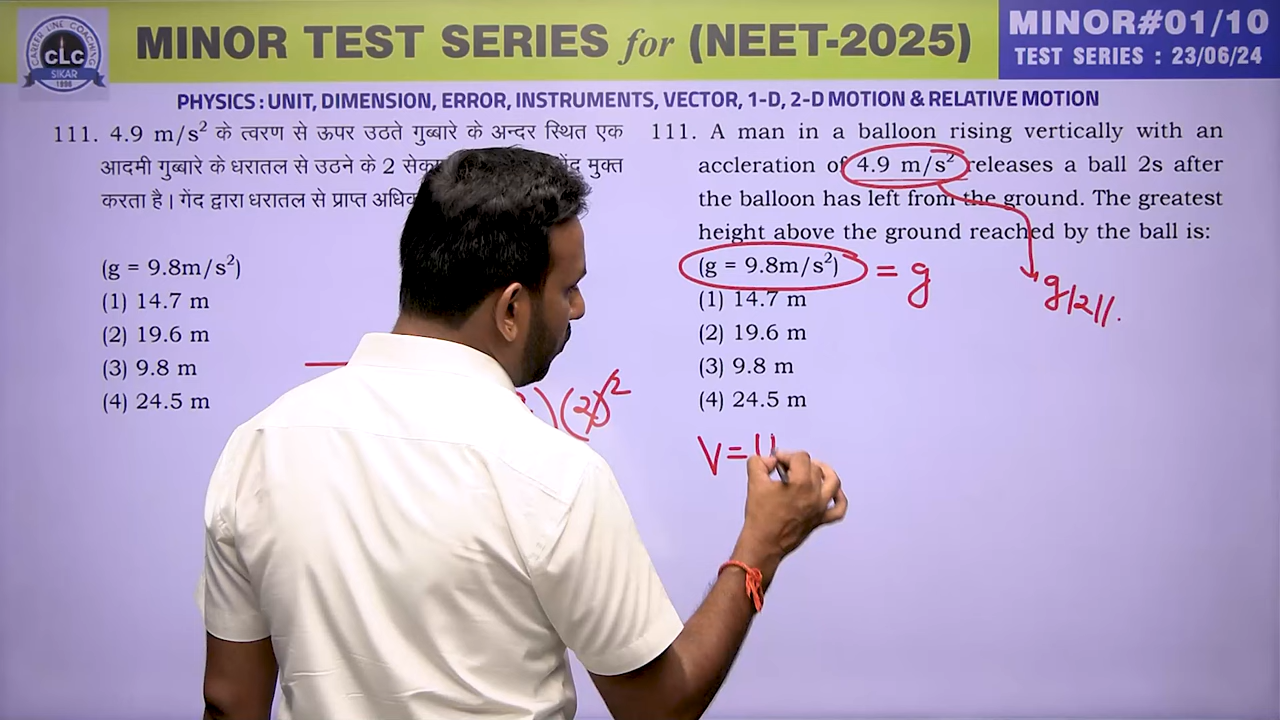 CAREER LINE COACHING
CLC
SIKAR
1996
MINOR TEST SERIES for (NEET-2025)
MINOR#01/10
TEST SERIES : 23/06/24
PHYSICS : UNIT, DIMENSION, ERROR, INSTRUMENTS, VECTOR, 1-D, 2-D MOTION & RELATIVE MOTION
111. 4.9 m/s² के त्वरण से ऊपर उठते गुब्बारे के अन्दर स्थित एक
आदमी गुब्बारे के धरातल से उठने के 2 मुक्त
करता है। गेंद द्वारा धरातल से प्राप्त
(g = 9.8m/s²)
(1) 14.7 m
(2) 19.6 m
(3) 9.8 m
(4) 24.5 m
)(2)²
111. A man in a balloon rising vertically with an
accleration of 4.9 m/s² releases a ball 2s after
the balloon has left from the ground. The greatest
height above the ground reached by the ball is:
(g = 9.8m/s²) = g
g/2//.
(1) 14.7 m
(2) 19.6 m
(3) 9.8 m
(4) 24.5 m
V = U